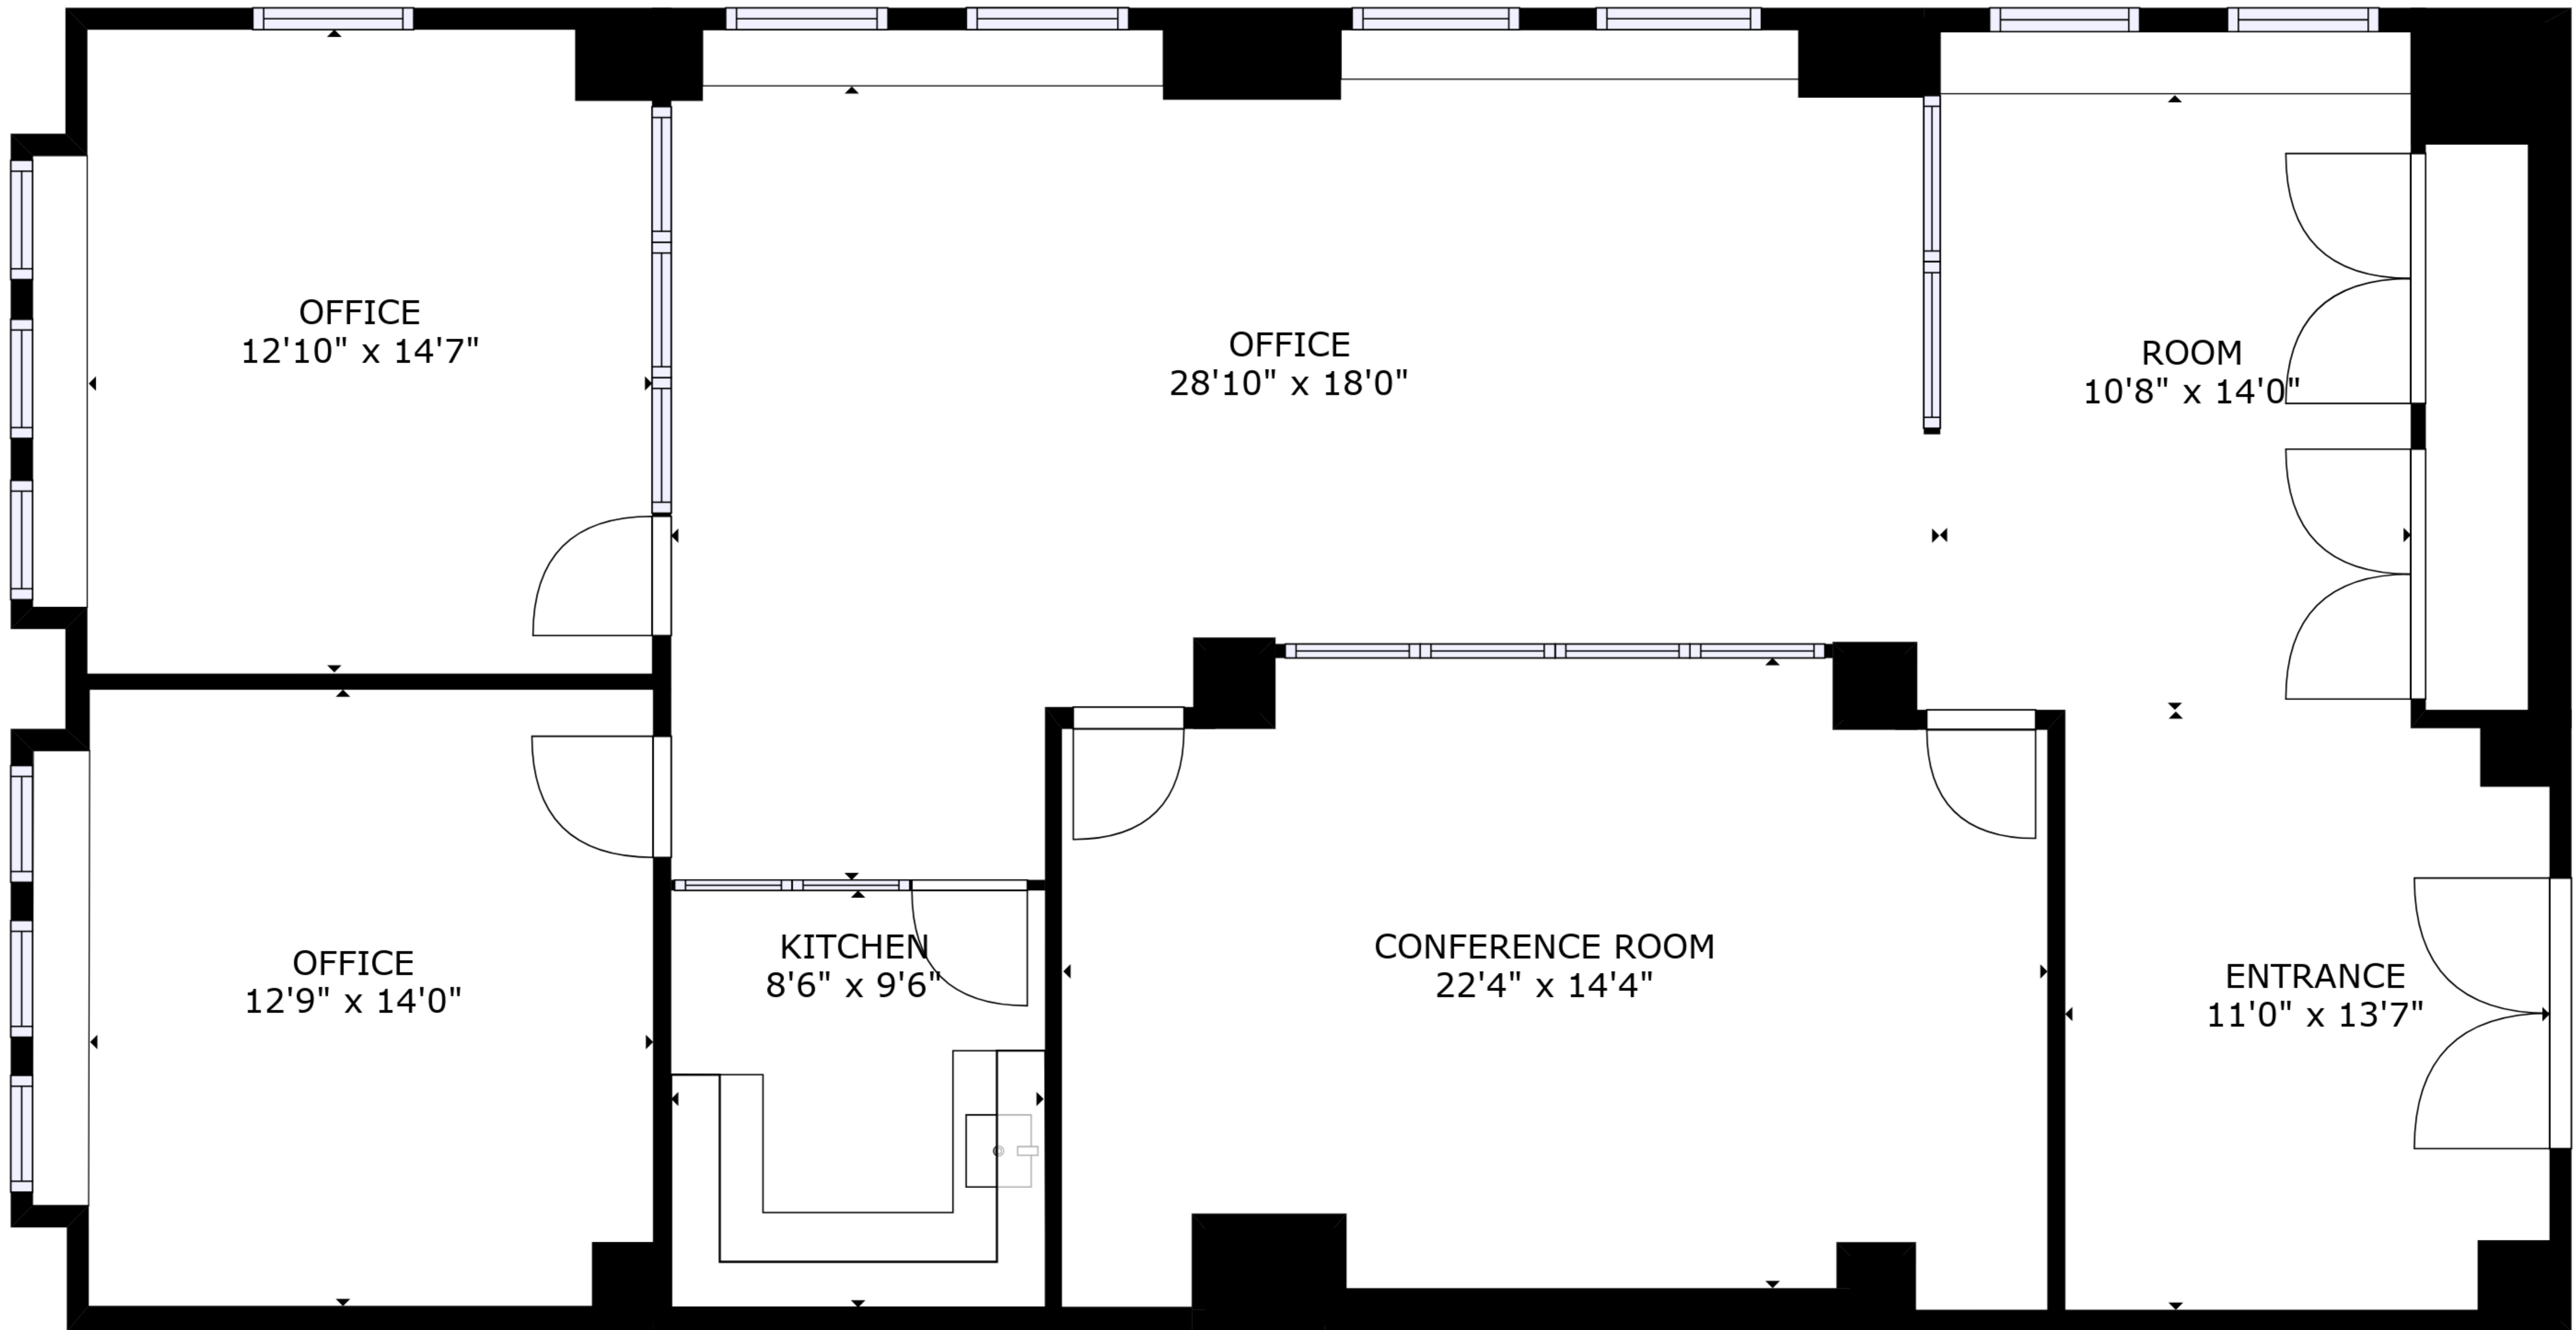 OFFICE
12'10" x 14'7"
OFFICE
28'10" x 18'0"
ROOM
10'8" x 14'0"
OFFICE
12'9" x 14'0"
KITCHEN
8'6" x 9'6"
CONFERENCE ROOM
22'4" x 14'4"
ENTRANCE
11'0" x 13'7"